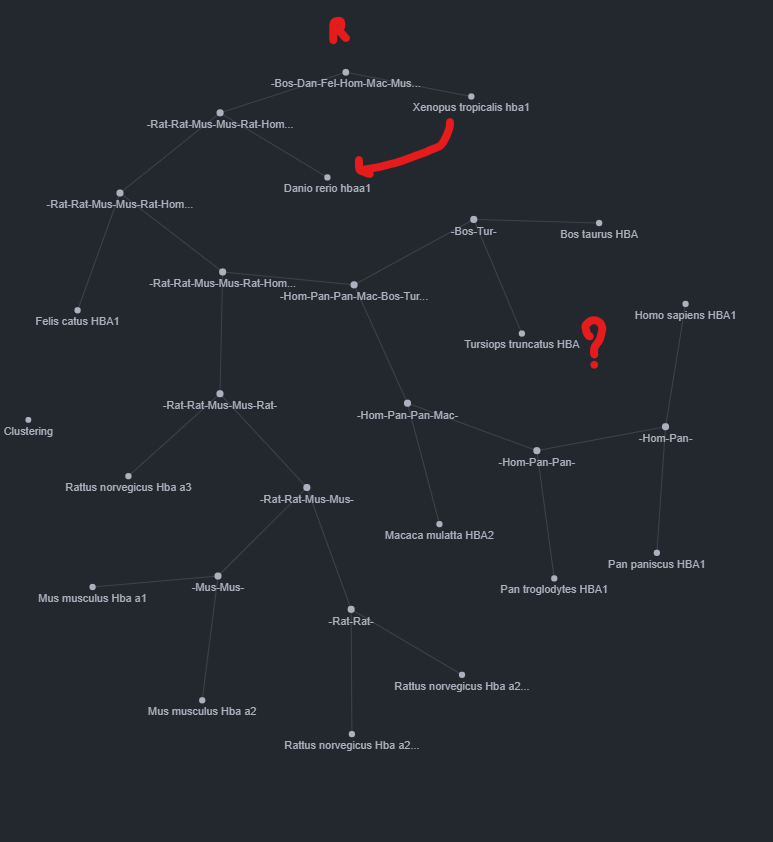 R
-Bos-Dan-Fel-Hom-Mac-Mus...
Xenopus tropicalis hba1
-Rat-Rat-Mus-Mus-Rat-Hom...
Danio rerio hbaa1
-Rat-Rat-Mus-Mus-Rat-Hom...
-Bos-Tur-
Bos taurus HBA
-Rat-Rat-Mus-Mus-Rat-Hom...
-Hom-Pan-Pan-Mac-Bos-Tur...
Felis catus HBA1
Homo sapiens HBA1
Tursiops truncatus HBA
?
-Rat-Rat-Mus-Mus-Rat-
-Hom-Pan-Pan-Mac-
Clustering
-Hom-Pan-
-Hom-Pan-Pan-
Rattus norvegicus Hba a3
-Rat-Rat-Mus-Mus-
Macaca mulatta HBA2
Pan paniscus HBA1
-Mus-Mus-
Pan troglodytes HBA1
Mus musculus Hba a1
-Rat-Rat-
Rattus norvegicus Hba a2...
Mus musculus Hba a2
Rattus norvegicus Hba a2...